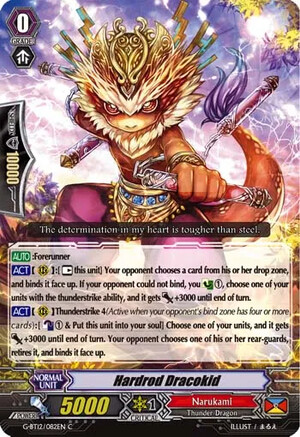 0
GRADE
10000
The determination in my heart is tougher than steel.
AUTO :Forerunner
ACT [ 1:[ this unit] Your opponent chooses a card from his or her drop zone,
and binds it face up. If your opponent could not bind, you ①, choose one of your
units with the thunderstrike ability, and it gets +3000 until end of turn.
ACT [ ]Thunderstrike 4(Active when your opponent's bind zone has four or more
cards):[ ① & Put this unit into your soul] Choose one of your units, and it gets
+3000 until end of turn. Your opponent chooses one of his or her rear-guards,
retires it, and binds it face up.
NORMAL UNIT
Hardrod Dracokid
POWER
5000
1
Narukami
Thunder Dragon
G-BT12/082EN C
ILLUST /